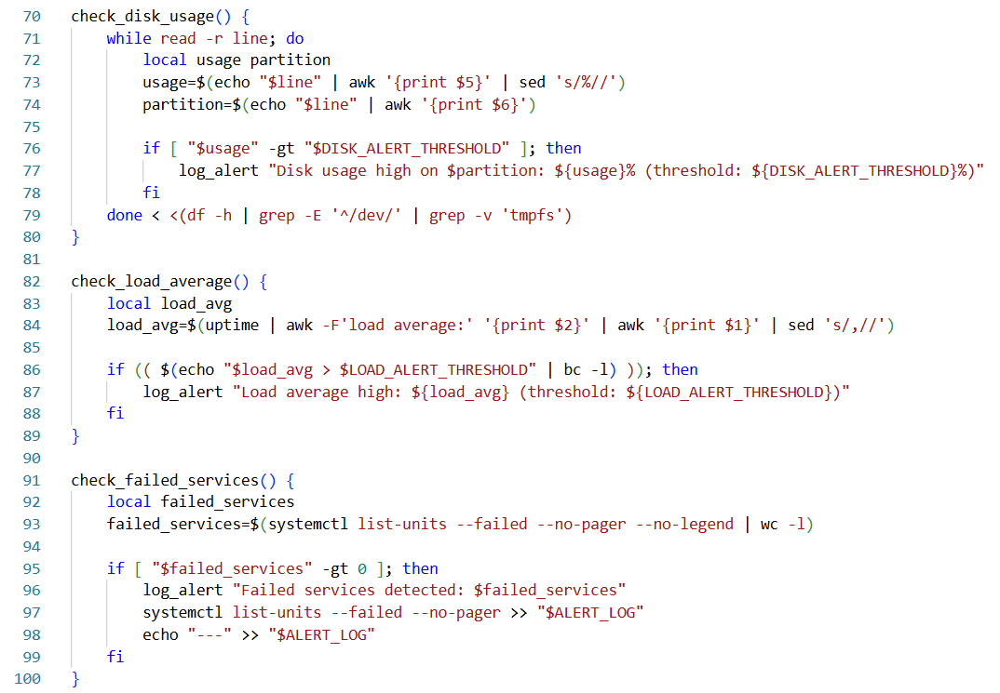 70 check_disk_usage() {
71     while read -r line; do
72         local usage partition
73         usage=$(echo "$line" | awk '{print $5}' | sed 's/%//')
74         partition=$(echo "$line" | awk '{print $6}')
75
76         if [ "$usage" -gt "$DISK_ALERT_THRESHOLD" ]; then
77             log_alert "Disk usage high on $partition: ${usage}% (threshold: ${DISK_ALERT_THRESHOLD}%)"
78         fi
79     done < <(df -h | grep -E '^/dev/' | grep -v 'tmpfs')
80 }
81
82 check_load_average() {
83     local load_avg
84     load_avg=$(uptime | awk -F'load average:' '{print $2}' | awk '{print $1}' | sed 's/,//')
85
86     if (( $(echo "$load_avg > $LOAD_ALERT_THRESHOLD" | bc -l) )); then
87         log_alert "Load average high: ${load_avg} (threshold: ${LOAD_ALERT_THRESHOLD})"
88     fi
89 }
90
91 check_failed_services() {
92     local failed_services
93     failed_services=$(systemctl list-units --failed --no-pager --no-legend | wc -l)
94
95     if [ "$failed_services" -gt 0 ]; then
96         log_alert "Failed services detected: $failed_services"
97         systemctl list-units --failed --no-pager >> "$ALERT_LOG"
98         echo "---" >> "$ALERT_LOG"
99     fi
100 }